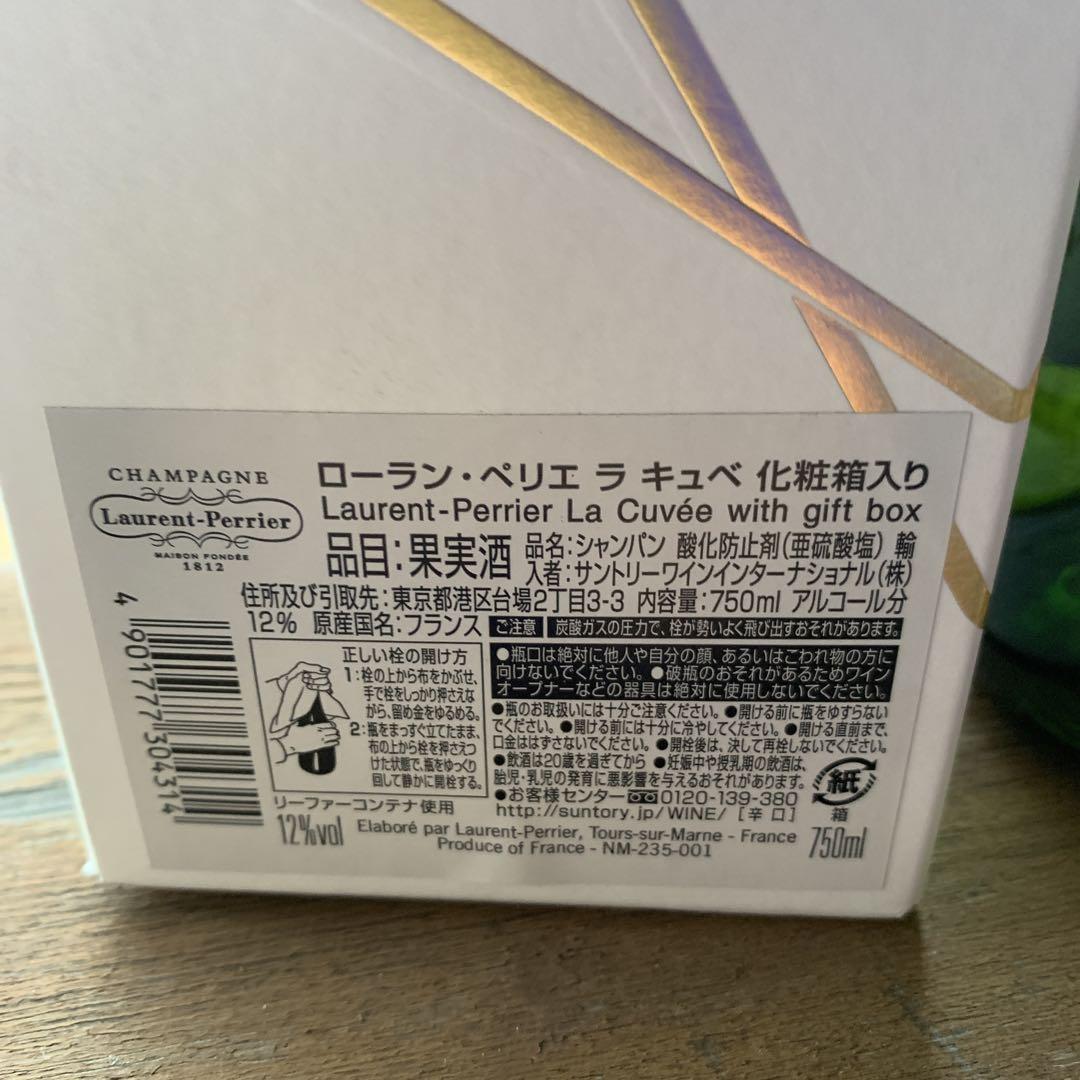 CHAMPAGNE
Laurent-Perrier
MAISON FONDÉE
1812
ローラン・ペリエ ラ キュベ 化粧箱入り
Laurent-Perrier La Cuvée with gift box
品目：果実酒 品名：シャンパン 酸化防止剤（亜硫酸塩） 輸
入者：サントリーワインインターナショナル（株）
住所及び引取先：東京都港区台場2丁目3-3 内容量：750ml アルコール分
12% 原産国名：フランス
ご注意 炭酸ガスの圧力で、栓が勢いよく飛び出すおそれがあります。
●瓶口は絶対に他人や自分の顔、あるいはこわれ物の方に
向けないでください。●破瓶のおそれがあるためワイン
オープナーなどの器具は絶対に使用しないでください。
●瓶のお取扱いには十分ご注意ください。●開ける前に瓶をゆすらない
でください。●開ける前には十分に冷やしてください。●開ける直前まで、
口金ははずさないでください。●開栓後は、決して再栓しないでください。
●飲酒は20歳を過ぎてから ●妊娠中や授乳期の飲酒は、
胎児・乳児の発育に悪影響を与えるおそれがあります。
●お客様センター 0120-139-380
http://suntory.jp/WINE/ [辛口]
正しい栓の開け方
1：栓の上から布をかぶせ、
手で栓をしっかり押さえな
がら、留め金をゆるめる。
2：瓶をまっすぐ立てたまま、
布の上から栓を押さえつ
けた状態で、瓶をゆっくり
回して静かに開栓する。
リーファーコンテナ使用
紙
箱
12%vol
Elaboré par Laurent-Perrier, Tours-sur-Marne - France
Produce of France - NM-235-001
750ml
4 901777 304314